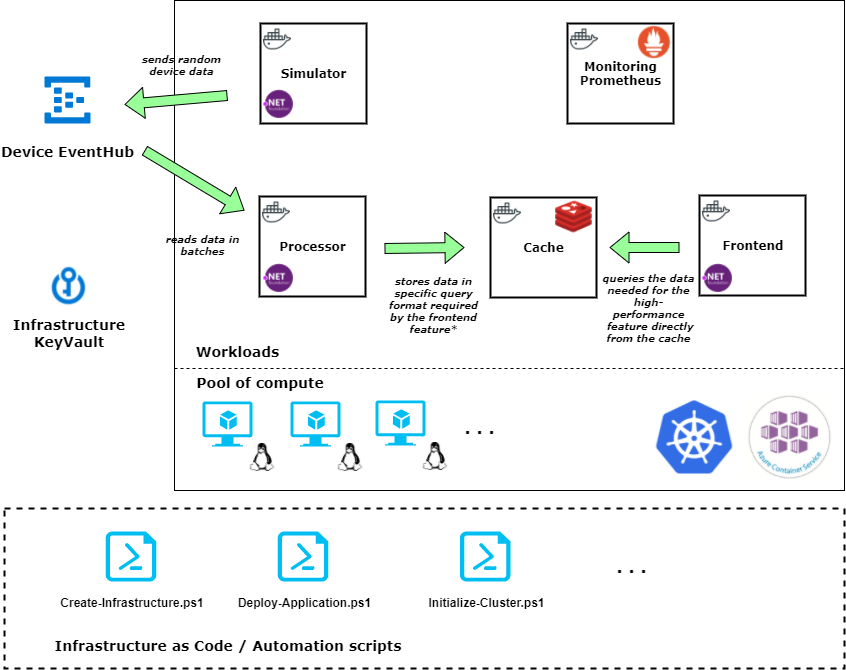 sends random
device data
Simulator
.NET
foundation
Monitoring
Prometheus
Device EventHub
reads data in
batches
Processor
.NET
foundation
Cache
Frontend
.NET
foundation
stores data in
specific query
format required
by the frontend
feature*
queries the data
needed for the
high-
performance
feature directly
from the cache
Infrastructure
KeyVault
Workloads
Pool of compute
. . .
Azure Container Service
Create-Infrastructure.ps1
Deploy-Application.ps1
Initialize-Cluster.ps1
. . .
Infrastructure as Code / Automation scripts